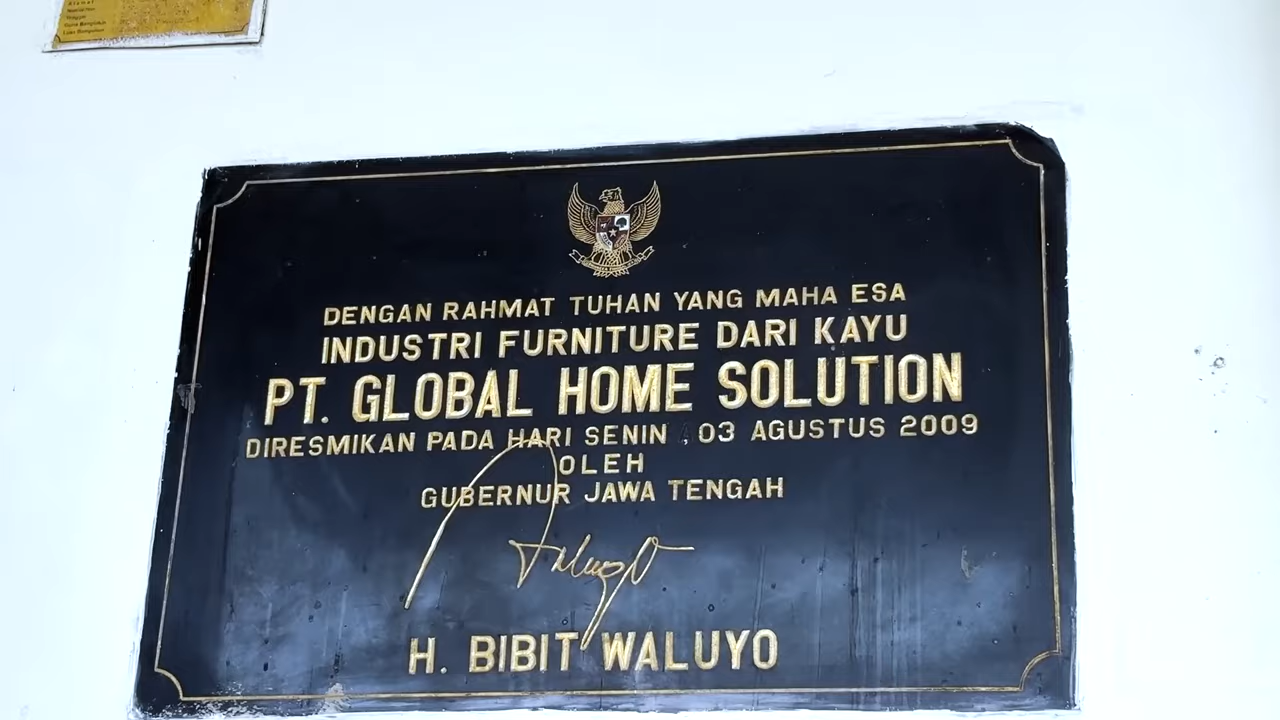 Alamat
DENGAN RAHMAT TUHAN YANG MAHA ESA
INDUSTRI FURNITURE DARI KAYU
PT. GLOBAL HOME SOLUTION
DIRESMIKAN PADA HARI SENIN , 03 AGUSTUS 2009
OLEH
GUBERNUR JAWA TENGAH
H. BIBIT WALUYO